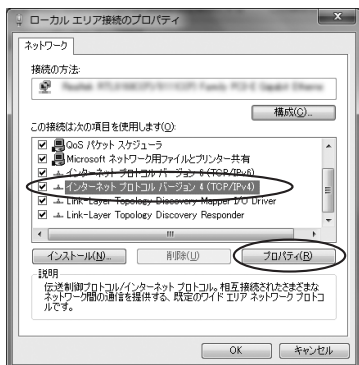 ローカル エリア接続のプロパティ
ネットワーク
接続の方法:
構成(C)...
この接続は次の項目を使用します(O):
QoS パケット スケジューラ
Microsoft ネットワーク用ファイルとプリンター共有
インターネット プロトコル バージョン 6 (TCP/IPv6)
インターネット プロトコル バージョン 4 (TCP/IPv4)
Link-Layer Topology Discovery Mapper I/O Driver
Link-Layer Topology Discovery Responder
インストール(N)...
削除(U)
プロパティ(R)
説明
伝送制御プロトコル/インターネット プロトコル。相互接続されたさまざまな
ネットワーク間の通信を提供する、既定のワイド エリア ネットワーク プロトコ
ルです。
OK
キャンセル